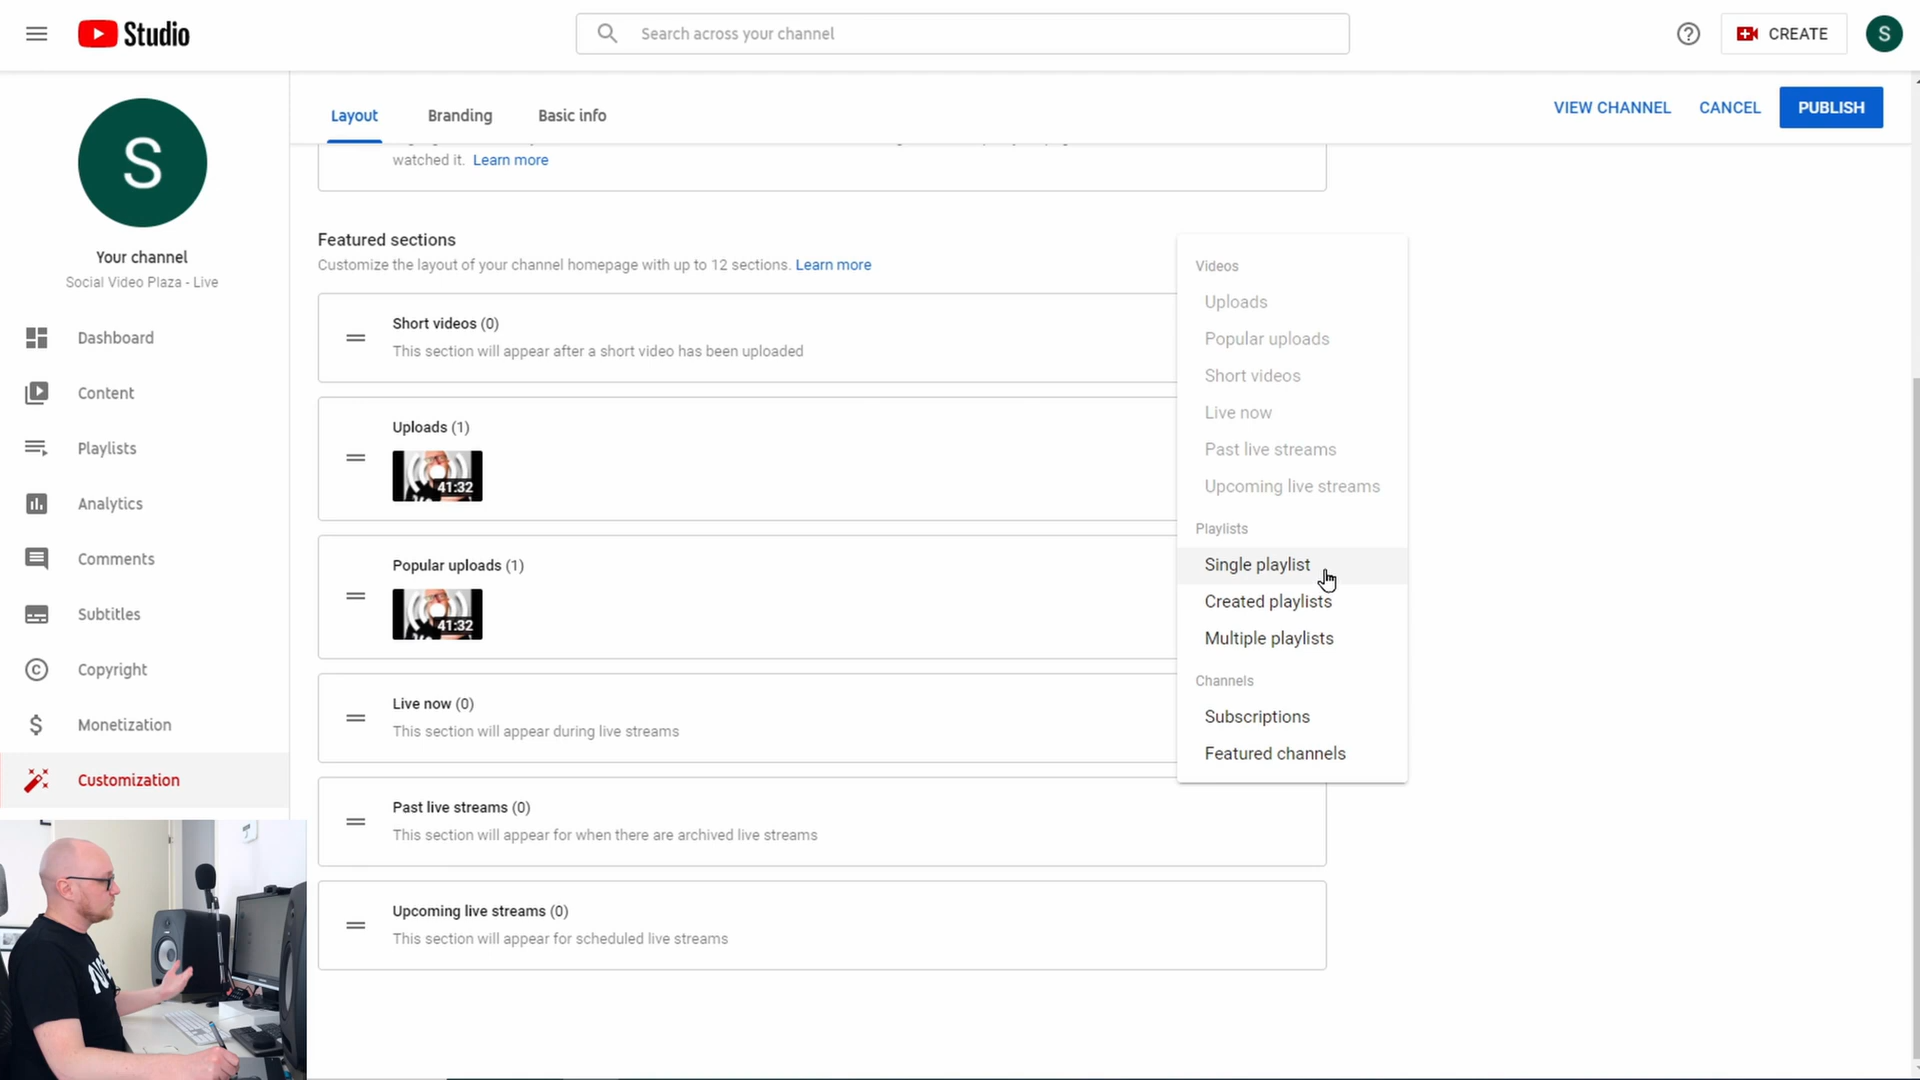 Studio
Search across your channel
CREATE
S
S
Your channel
Social Video Plaza - Live
Dashboard
Content
Playlists
Analytics
Comments
Subtitles
Copyright
Monetization
Customization
Layout
Branding
Basic info
VIEW CHANNEL
CANCEL
PUBLISH
watched it. Learn more
Featured sections
Customize the layout of your channel homepage with up to 12 sections. Learn more
Short videos (0)
This section will appear after a short video has been uploaded
Uploads (1)
41:32
Popular uploads (1)
41:32
Live now (0)
This section will appear during live streams
Past live streams (0)
This section will appear for when there are archived live streams
Upcoming live streams (0)
This section will appear for scheduled live streams
Videos
Uploads
Popular uploads
Short videos
Live now
Past live streams
Upcoming live streams
Playlists
Single playlist
Created playlists
Multiple playlists
Channels
Subscriptions
Featured channels